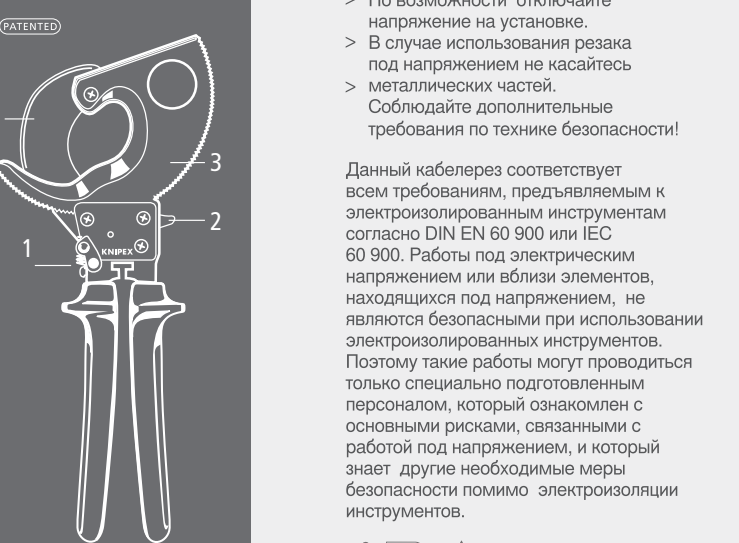 PATENTED
3
2
1
KNIPEX
> По возможности отключайте
напряжение на установке.
> В случае использования резака
под напряжением не касайтесь
> металлических частей.
Соблюдайте дополнительные
требования по технике безопасности!
Данный кабелерез соответствует
всем требованиям, предъявляемым к
электроизолированным инструментам
согласно DIN EN 60 900 или IEC
60 900. Работы под электрическим
напряжением или вблизи элементов,
находящихся под напряжением, не
являются безопасными при использовании
электроизолированных инструментов.
Поэтому такие работы могут проводиться
только специально подготовленным
персоналом, который ознакомлен с
основными рисками, связанными с
работой под напряжением, и который
знает другие необходимые меры
безопасности помимо электроизоляции
инструментов.